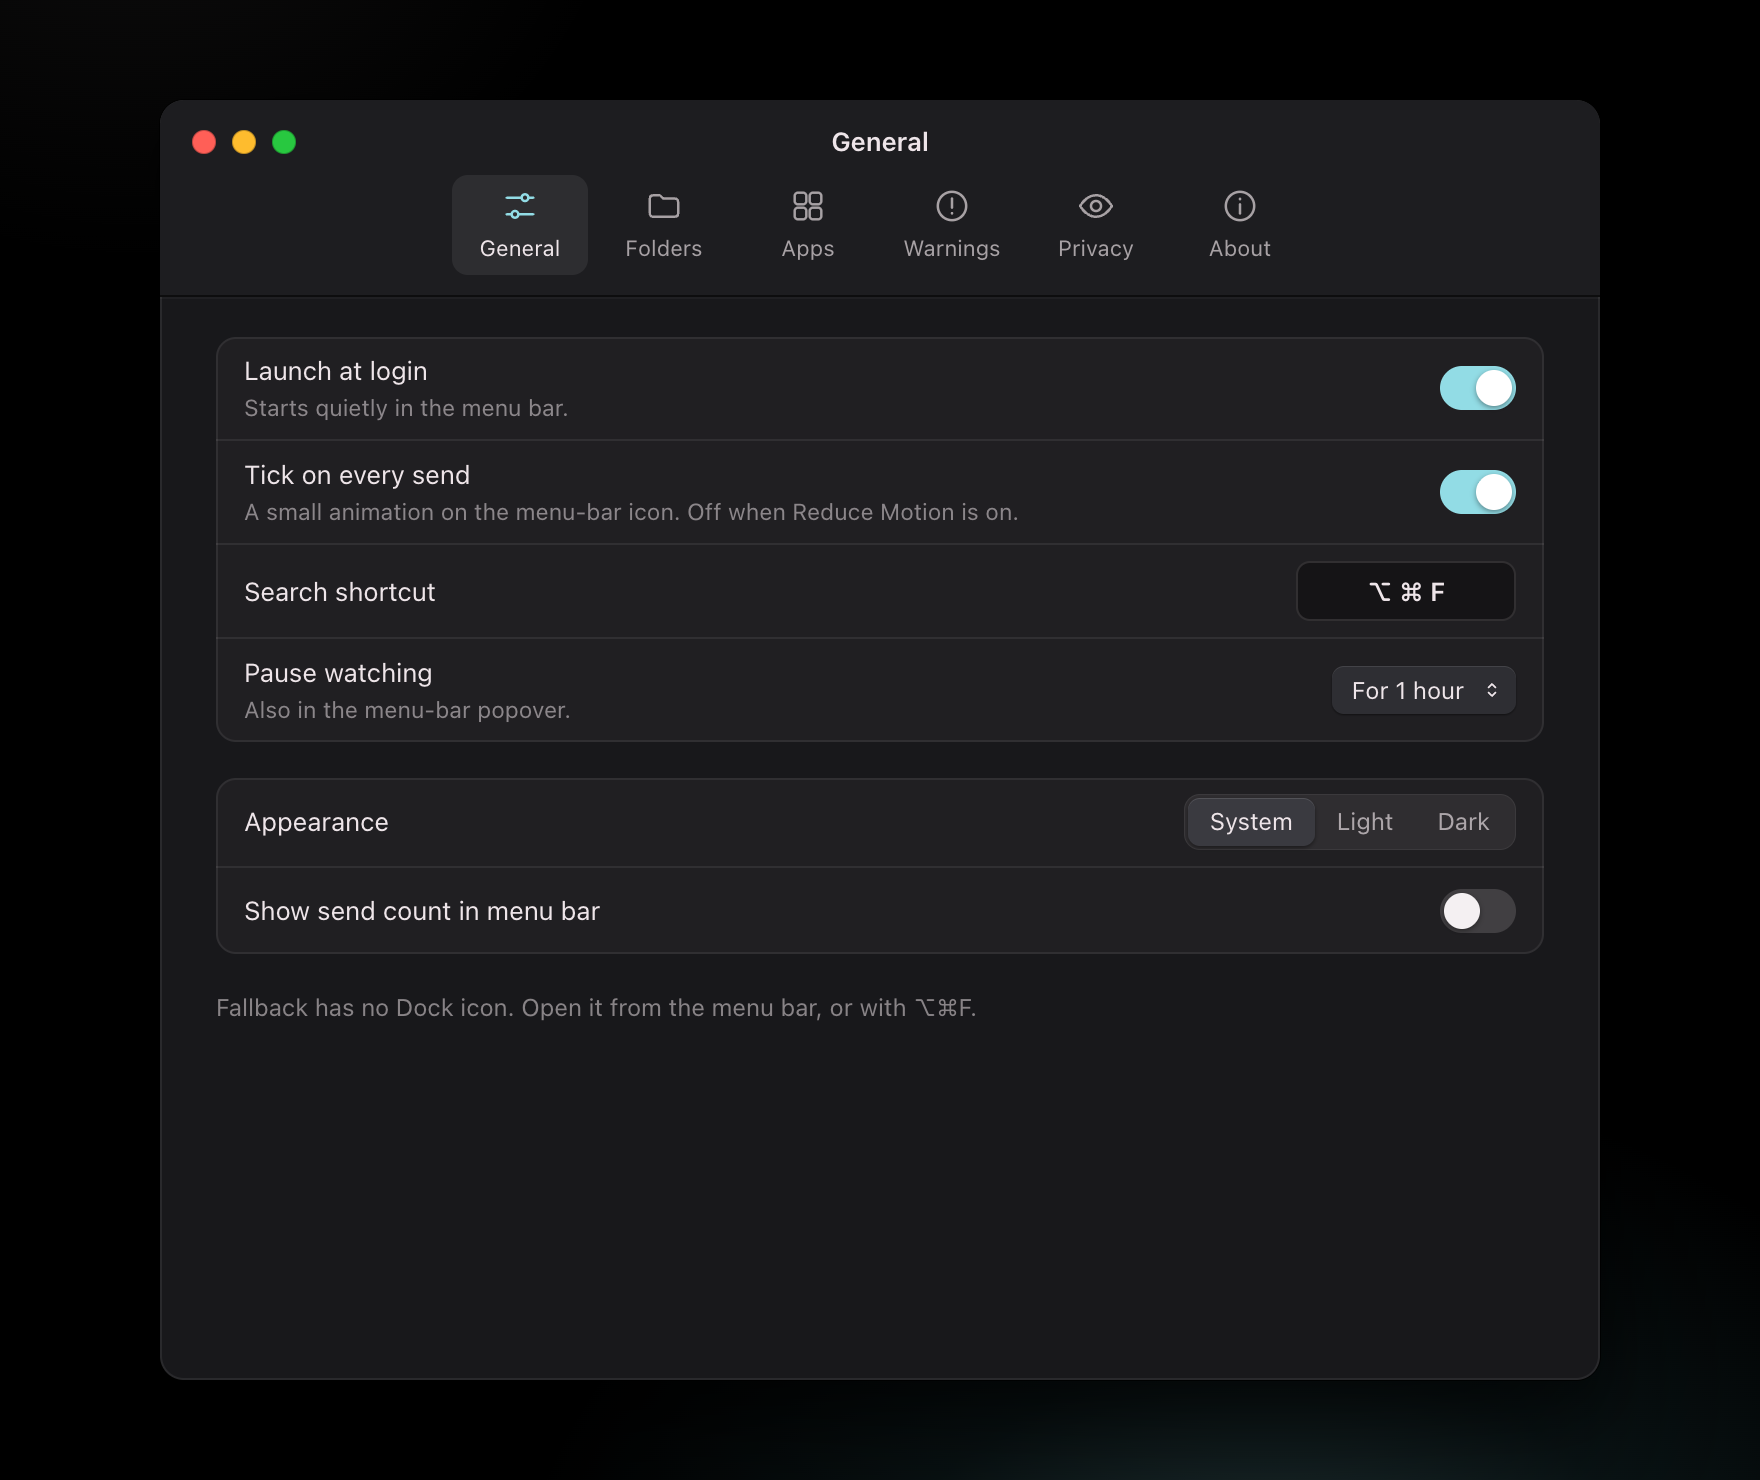 General
General
Folders
Apps
Warnings
Privacy
About
Launch at login
Starts quietly in the menu bar.
Tick on every send
A small animation on the menu-bar icon. Off when Reduce Motion is on.
Search shortcut
⌥ ⌘ F
Pause watching
For 1 hour
Also in the menu-bar popover.
Appearance
System
Light
Dark
Show send count in menu bar
Fallback has no Dock icon. Open it from the menu bar, or with ⌥⌘F.